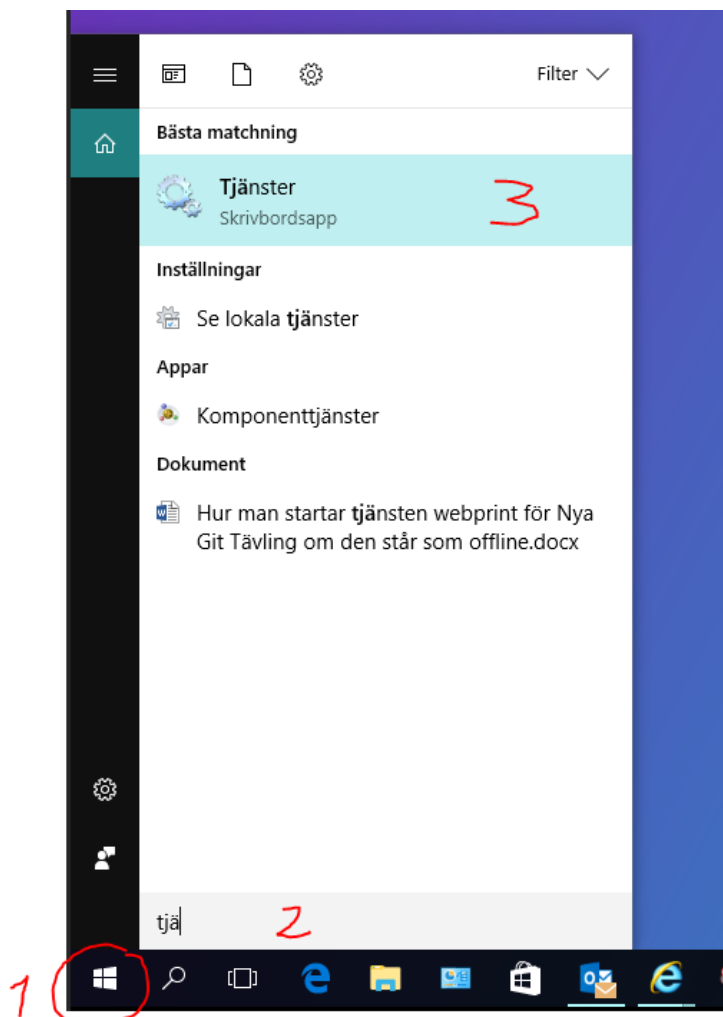 Filter
Bästa matchning
Tjänster
Skrivbordsapp
3
Inställningar
Se lokala tjänster
Appar
Komponenttjänster
Dokument
Hur man startar tjänsten webprint för Nya
Git Tävling om den står som offline.docx
tjä
2
1